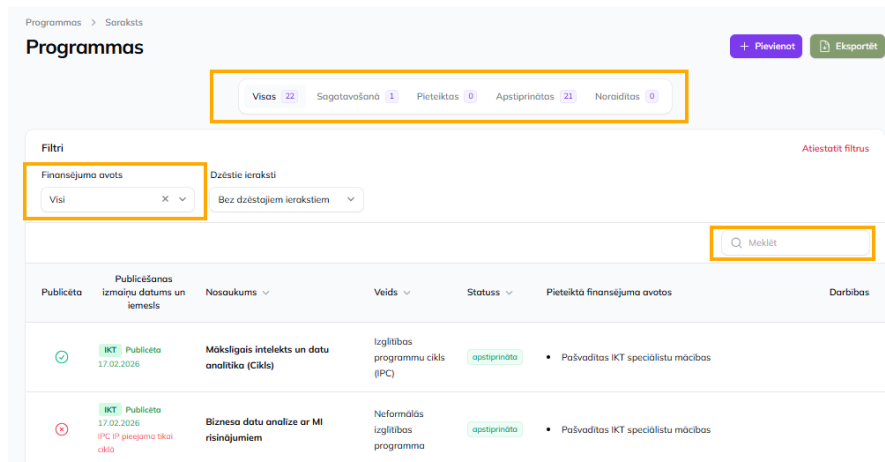 Programmas > Saraksts
Programmas
+ Pievienot
Eksportēt
Visas 22 Sagatavošanā 1 Pieteiktas 0 Apstiprinātas 21 Noraidītas 0
Filtri
Atiestatīt filtrus
Finansējuma avots
Dzēstie ieraksti
Visi
Bez dzēstajiem ierakstiem
Meklēt
Publicēta
Publicēšanas
izmaiņu datums un
iemesls
Nosaukums
Veids
Statuss
Pieteiktā finansējuma avotos
Darbības
IKT Publicēta
17.02.2026
Mākslīgais intelekts un datu
analītika (Cikls)
Izglītības
programmu cikls
(IPC)
apstiprināta
• Pašvadītas IKT speciālistu mācības
IKT Publicēta
17.02.2026
IPC IP pieejama tikai
ciklā
Biznesa datu analīze ar MI
risinājumiem
Neformālās
izglītības
programma
apstiprināta
• Pašvadītas IKT speciālistu mācības